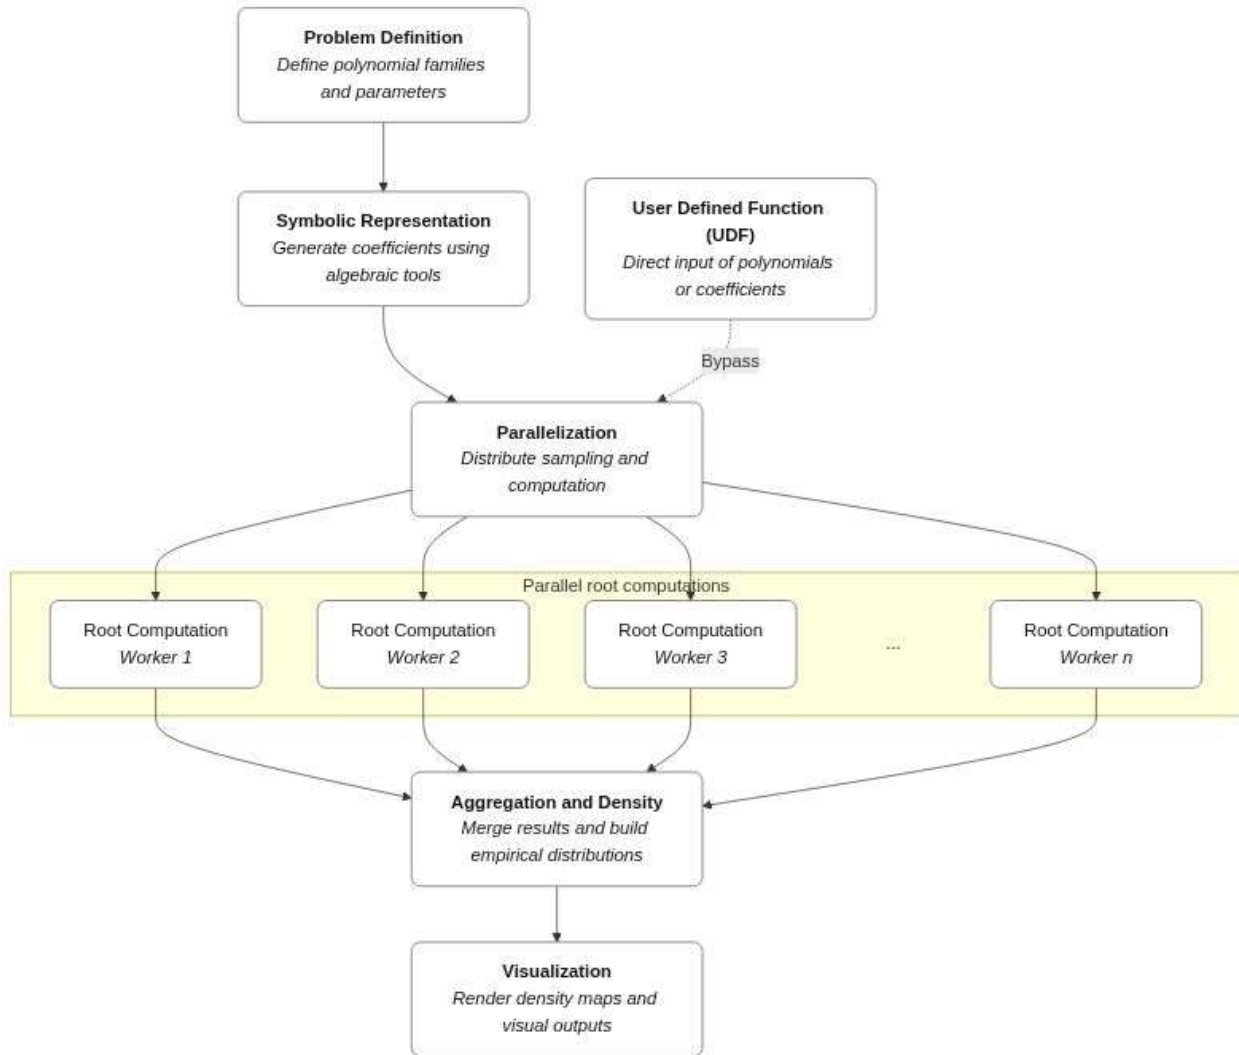 Problem Definition
Define polynomial families
and parameters
Symbolic Representation
Generate coefficients using
algebraic tools
User Defined Function
(UDF)
Direct input of polynomials
or coefficients
Bypass
Parallelization
Distribute sampling and
computation
Parallel root computations
Root Computation
Worker 1
Root Computation
Worker 2
Root Computation
Worker 3
...
Root Computation
Worker n
Aggregation and Density
Merge results and build
empirical distributions
Visualization
Render density maps and
visual outputs